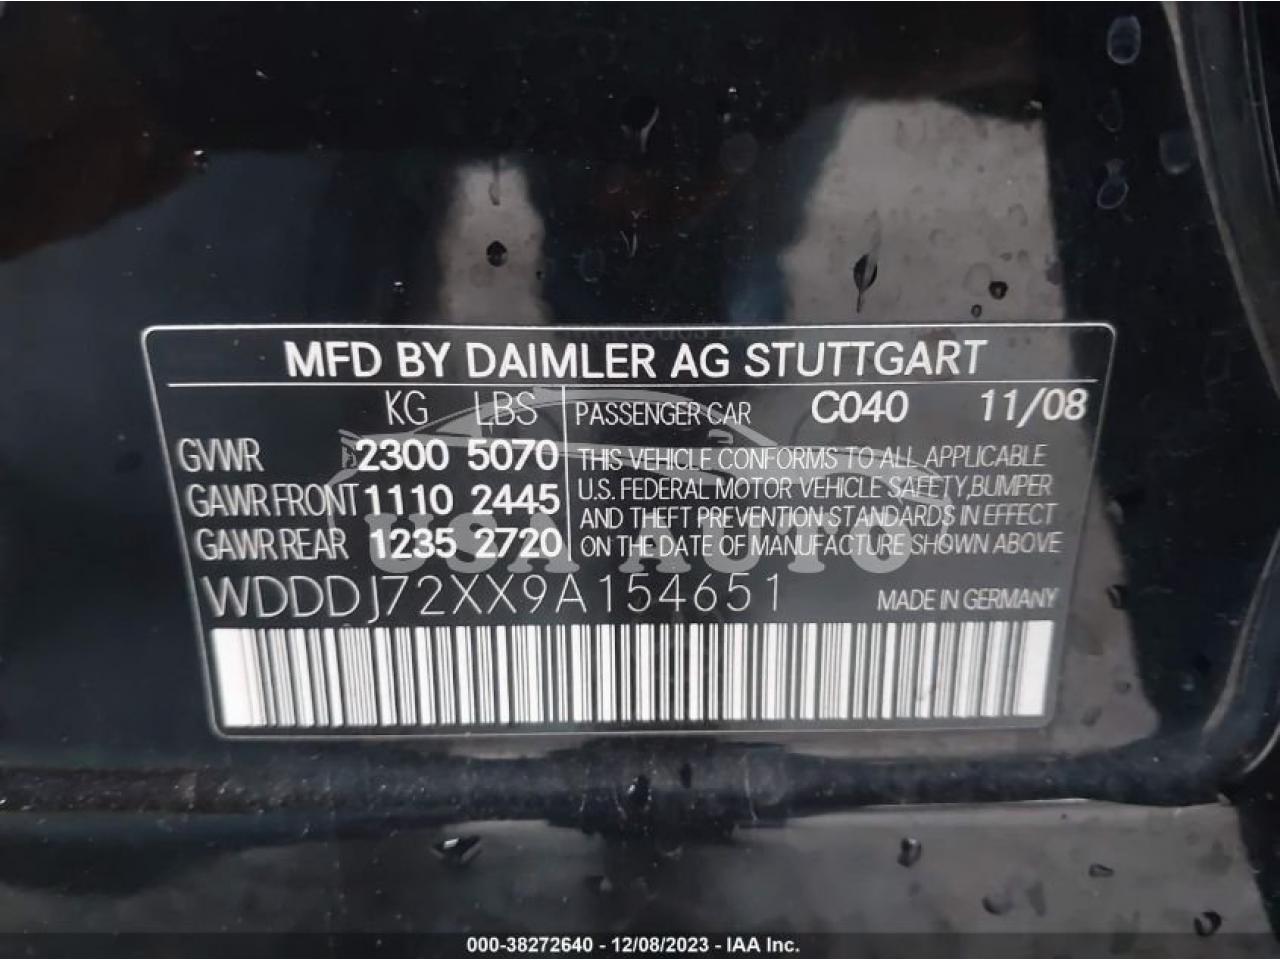 MFD BY DAIMLER AG STUTTGART
KG LBS PASSENGER CAR C040 11/08
GVWR 2300 5070
GAWR FRONT 1110 2445
GAWR REAR 1235 2720
THIS VEHICLE CONFORMS TO ALL APPLICABLE
U.S. FEDERAL MOTOR VEHICLE SAFETY, BUMPER
AND THEFT PREVENTION STANDARDS IN EFFECT
ON THE DATE OF MANUFACTURE SHOWN ABOVE
USA AUTO
WDDDJ72XX9A154651 MADE IN GERMANY
000-38272640 - 12/08/2023 - IAA Inc.